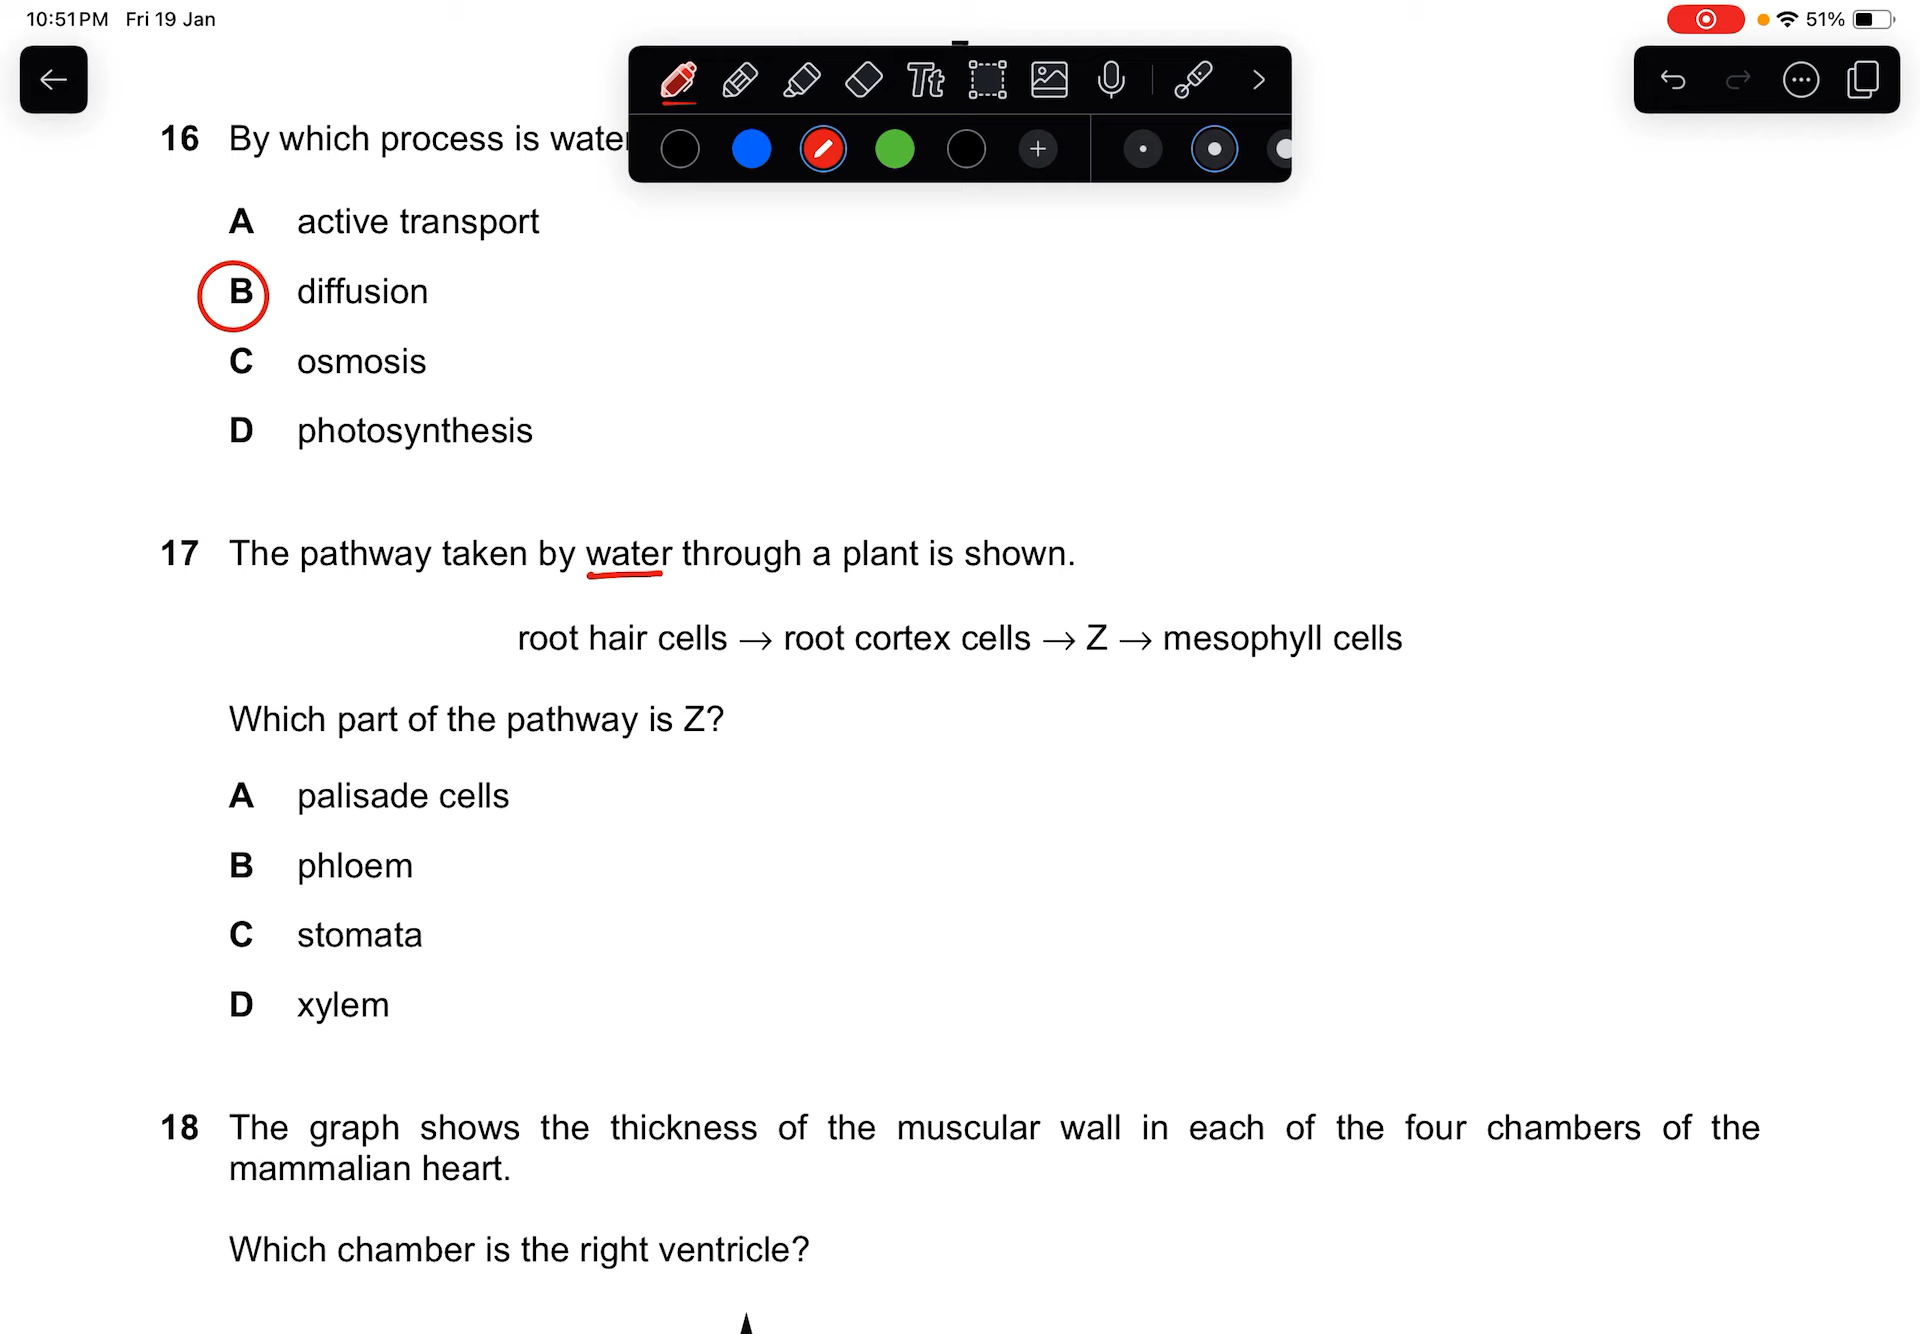 10:51 PM Fri 19 Jan
51%
Tt
16 By which process is water
A active transport
B diffusion
C osmosis
D photosynthesis
17 The pathway taken by water through a plant is shown.
root hair cells → root cortex cells → Z → mesophyll cells
Which part of the pathway is Z?
A palisade cells
B phloem
C stomata
D xylem
18 The graph shows the thickness of the muscular wall in each of the four chambers of the
mammalian heart.
Which chamber is the right ventricle?